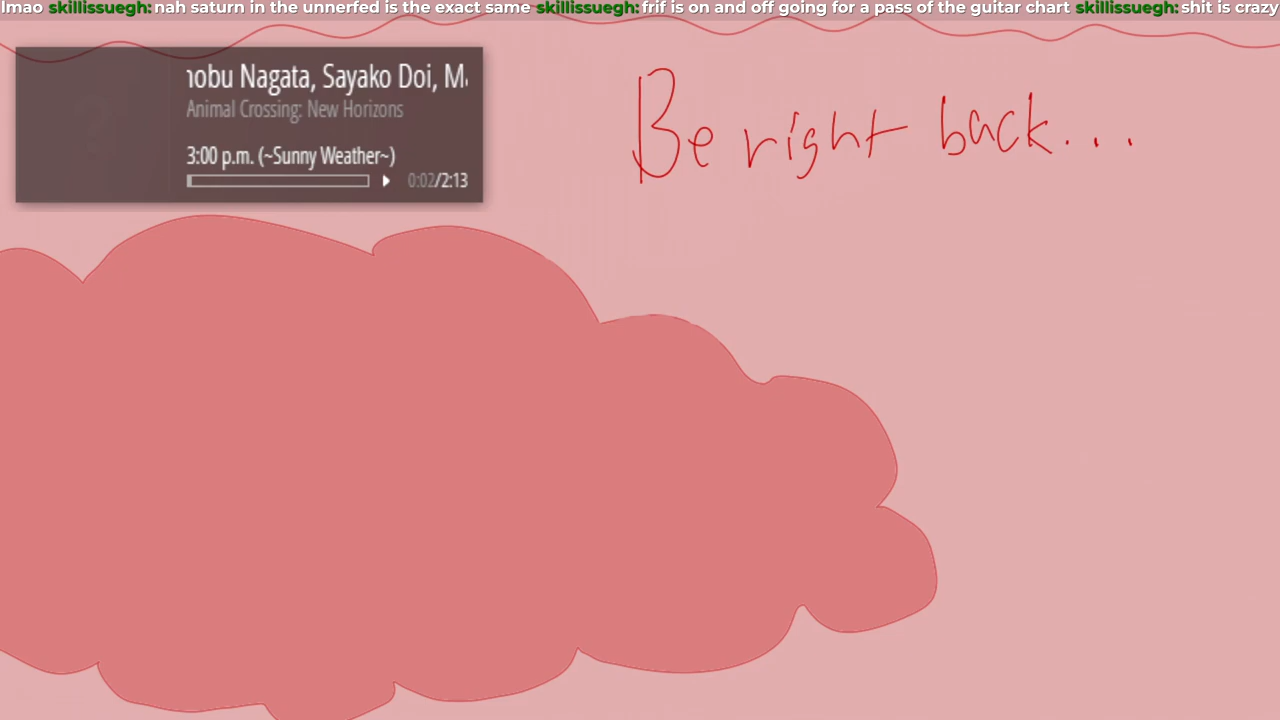 lmao skillissuegh: nah saturn in the unnerfed is the exact same skillissuegh: frif is on and off going for a pass of the guitar chart skillissuegh: shit is crazy
nobu Nagata, Sayako Doi, Ma
Animal Crossing: New Horizons
3:00 p.m. (~Sunny Weather~)
0:02/2:13
Be right back...